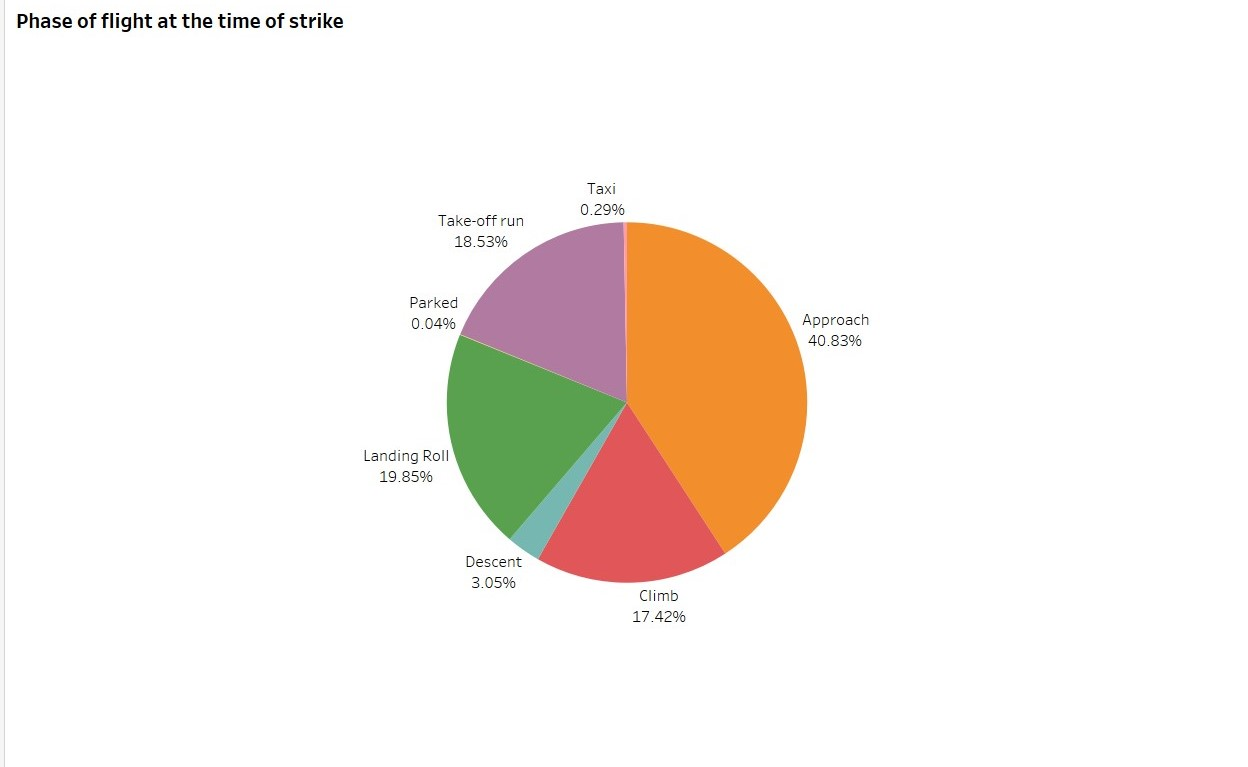 Phase of flight at the time of strike
Taxi
0.29%
Take-off run
18.53%
Parked
0.04%
Approach
40.83%
Landing Roll
19.85%
Descent
3.05%
Climb
17.42%